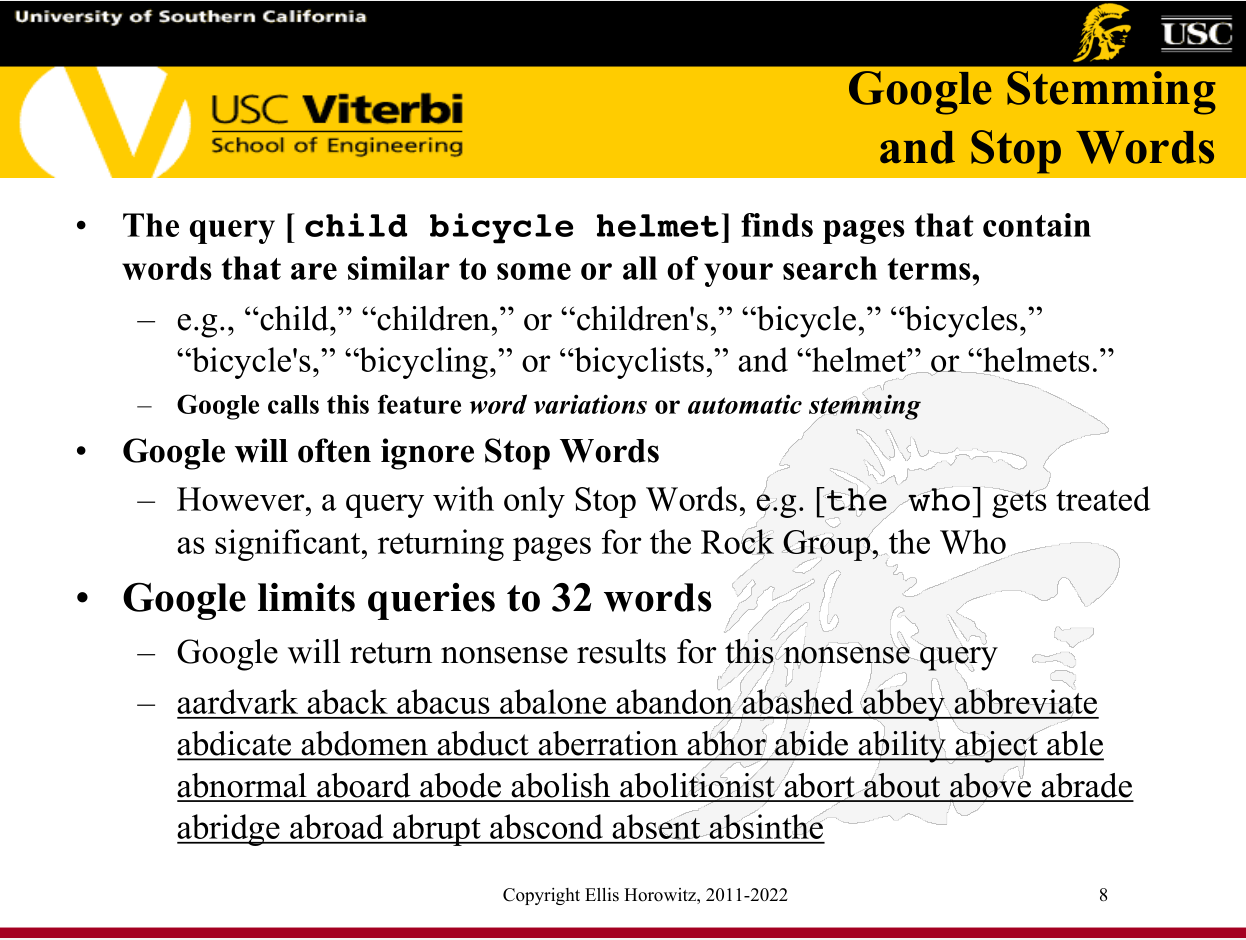 University of Southern California
USC
USC Viterbi
School of Engineering
Google Stemming
and Stop Words
• The query [ child bicycle helmet] finds pages that contain
words that are similar to some or all of your search terms,
– e.g., “child,” “children,” or “children's,” “bicycle,” “bicycles,”
“bicycle's,” “bicycling,” or “bicyclists,” and “helmet” or “helmets.”
– Google calls this feature word variations or automatic stemming
• Google will often ignore Stop Words
– However, a query with only Stop Words, e.g. [the who] gets treated
as significant, returning pages for the Rock Group, the Who
• Google limits queries to 32 words
– Google will return nonsense results for this nonsense query
– aardvark aback abacus abalone abandon abashed abbey abbreviate
abdicate abdomen abduct aberration abhor abide ability abject able
abnormal aboard abode abolish abolitionist abort about above abrade
abridge abroad abrupt abscond absent absinthe
Copyright Ellis Horowitz, 2011-2022
8